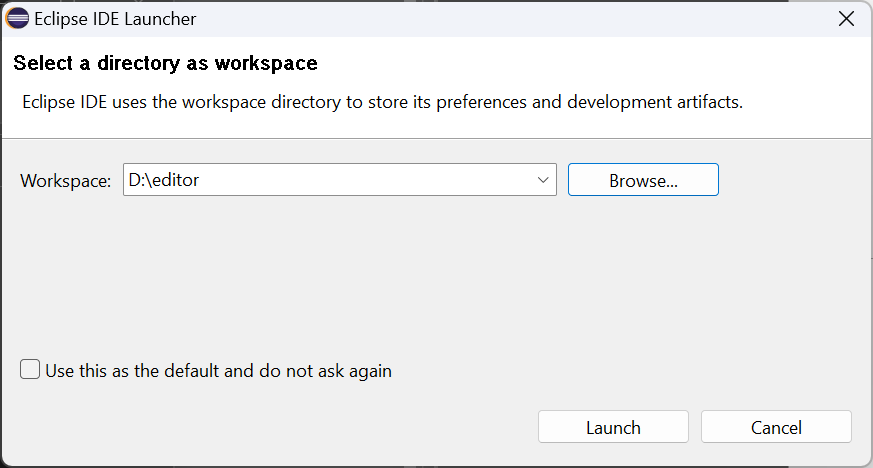 Eclipse IDE Launcher
Select a directory as workspace
Eclipse IDE uses the workspace directory to store its preferences and development artifacts.
Workspace: D:\editor Browse...
Use this as the default and do not ask again
Launch Cancel